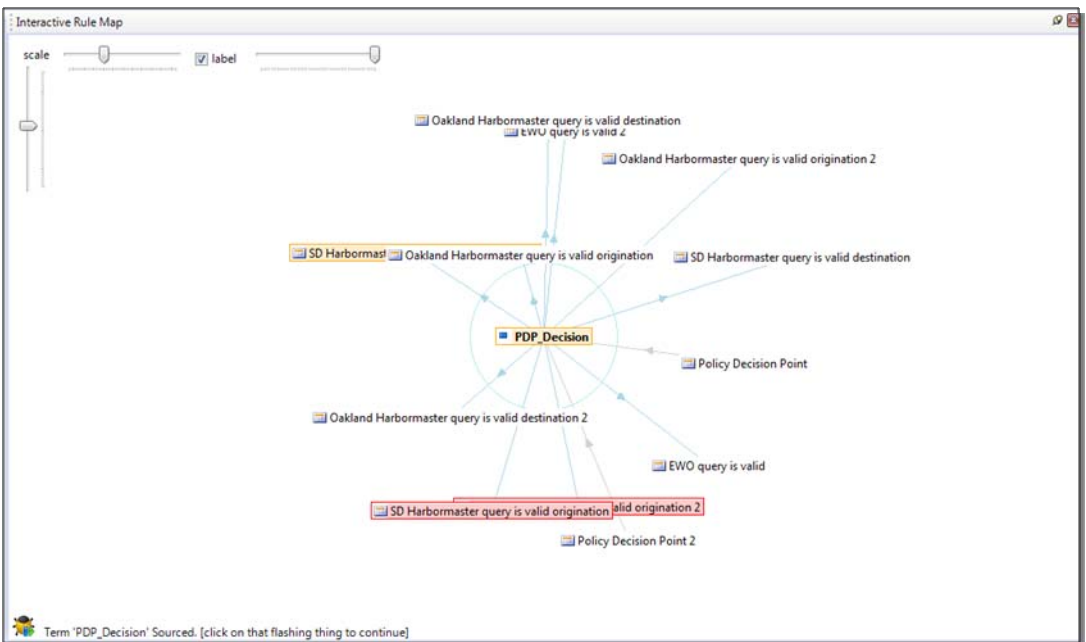 Interactive Rule Map
scale
label
Oakland Harbormaster query is valid destination
EWO query is valid 2
Oakland Harbormaster query is valid origination 2
SD Harbormast
Oakland Harbormaster query is valid origination
SD Harbormaster query is valid destination
PDP_Decision
Policy Decision Point
Oakland Harbormaster query is valid destination 2
EWO query is valid
SD Harbormaster query is valid origination
alid origination 2
Policy Decision Point 2
Term 'PDP_Decision' Sourced. [click on that flashing thing to continue]